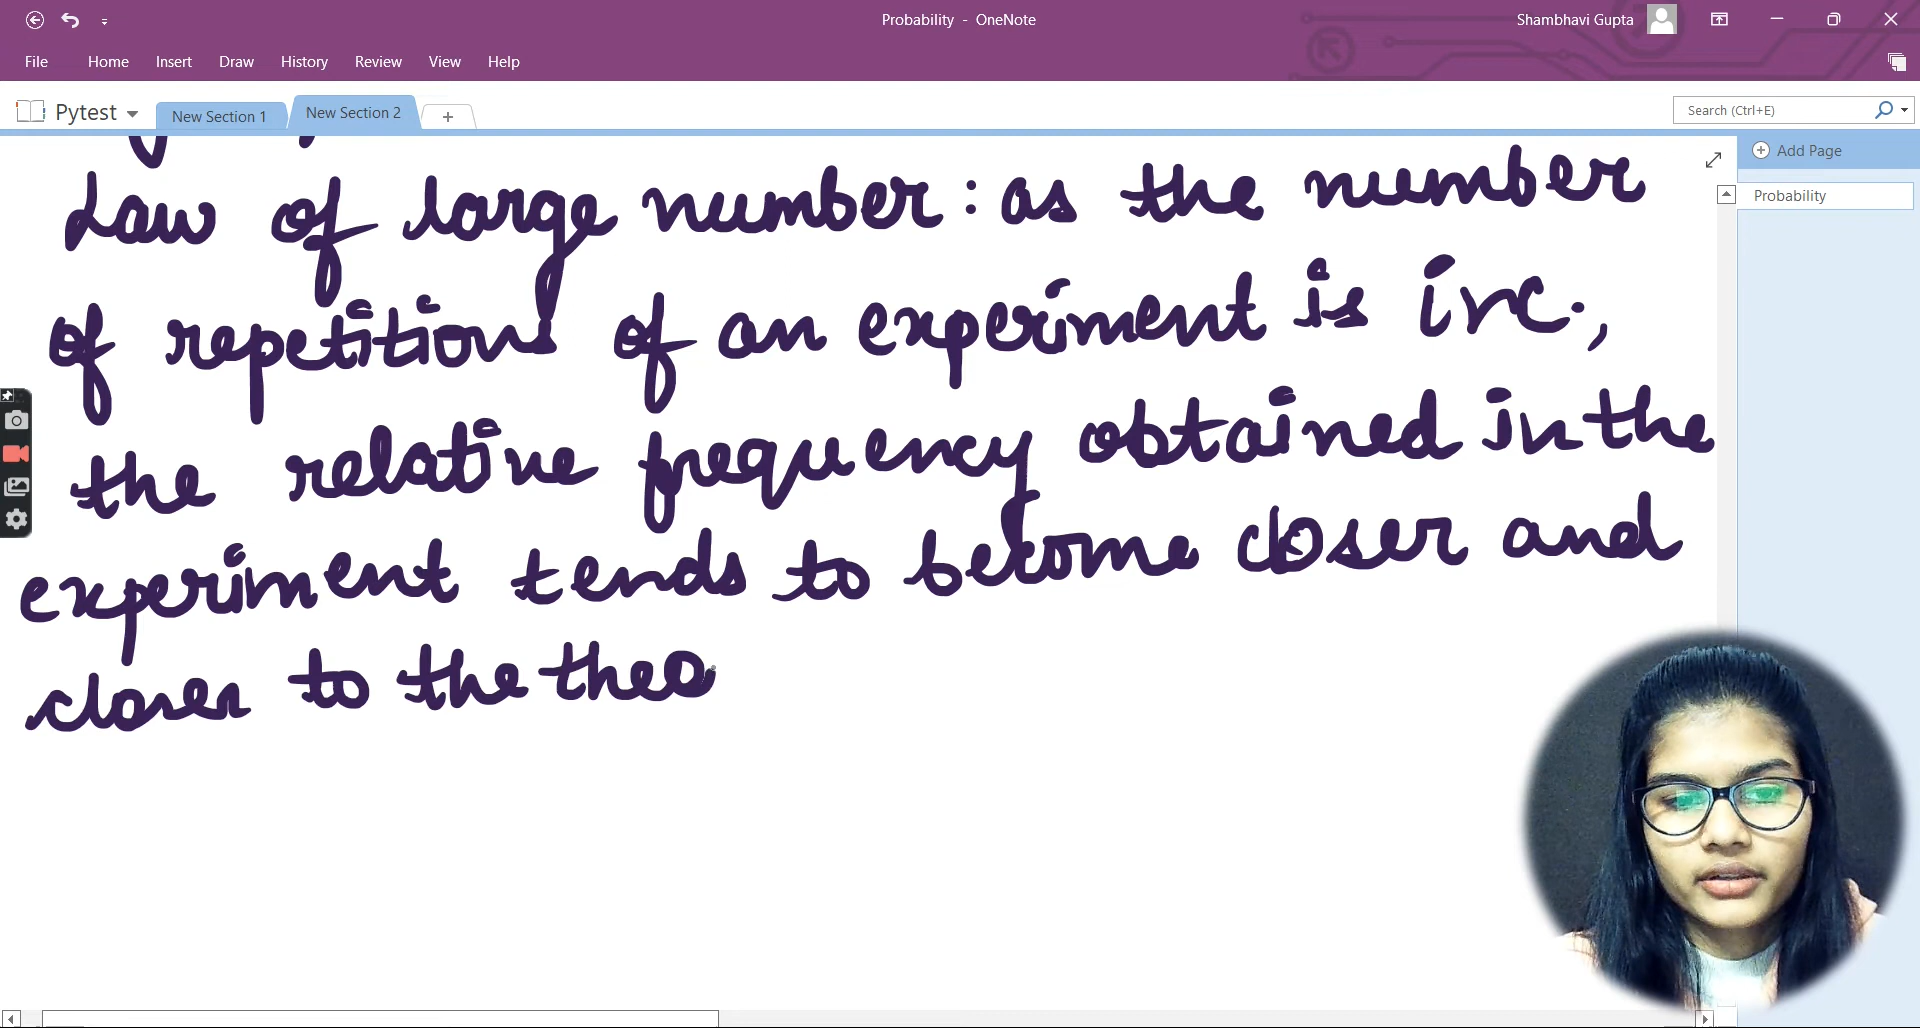 Probability - OneNote
Shambhavi Gupta
File Home Insert Draw History Review View Help
Pytest New Section 1 New Section 2 +
Search (Ctrl+E)
Add Page
Probability
Law of large number : as the number
of repetitions of an experiment is inc.,
the relative frequency obtained in the
experiment tends to become closer and
closer to the theo